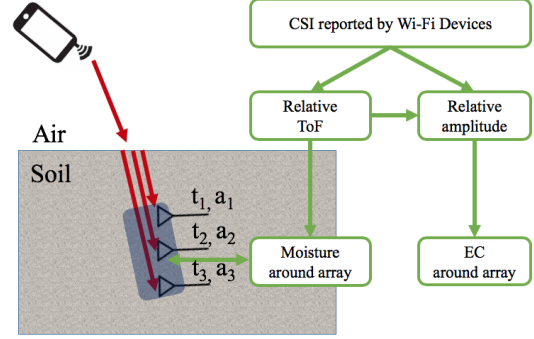 CSI reported by Wi-Fi Devices
Relative
ToF
Relative
amplitude
Air
Soil
t₁, a₁
t₂, a₂
t₃, a₃
Moisture
around array
EC
around array